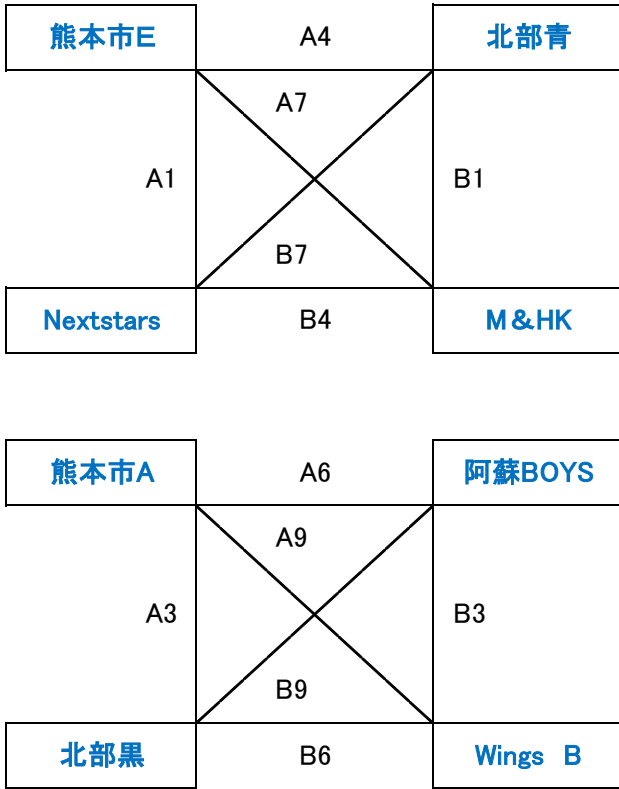 熊本市E A4 北部青
A7
A1 B1
B7
Nextstars B4 M&HK
熊本市A A6 阿蘇BOYS
A9
A3 B3
B9
北部黒 B6 Wings B